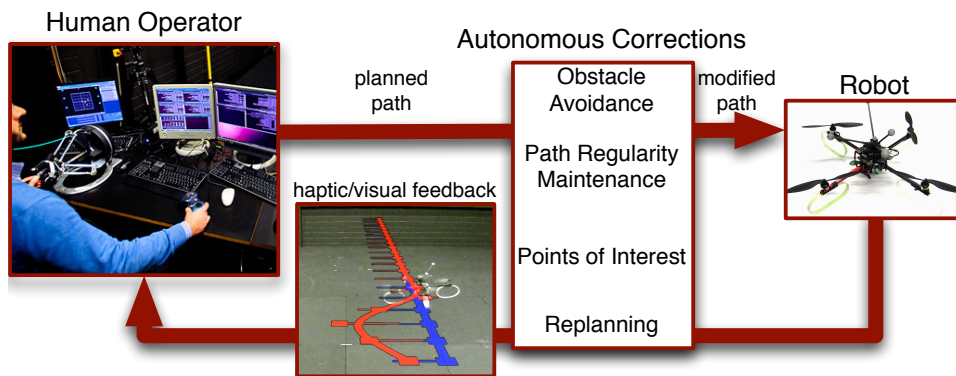 Human Operator
Autonomous Corrections
planned
path
Obstacle
Avoidance
modified
path
Robot
Path Regularity
Maintenance
haptic/visual feedback
Points of Interest
Replanning